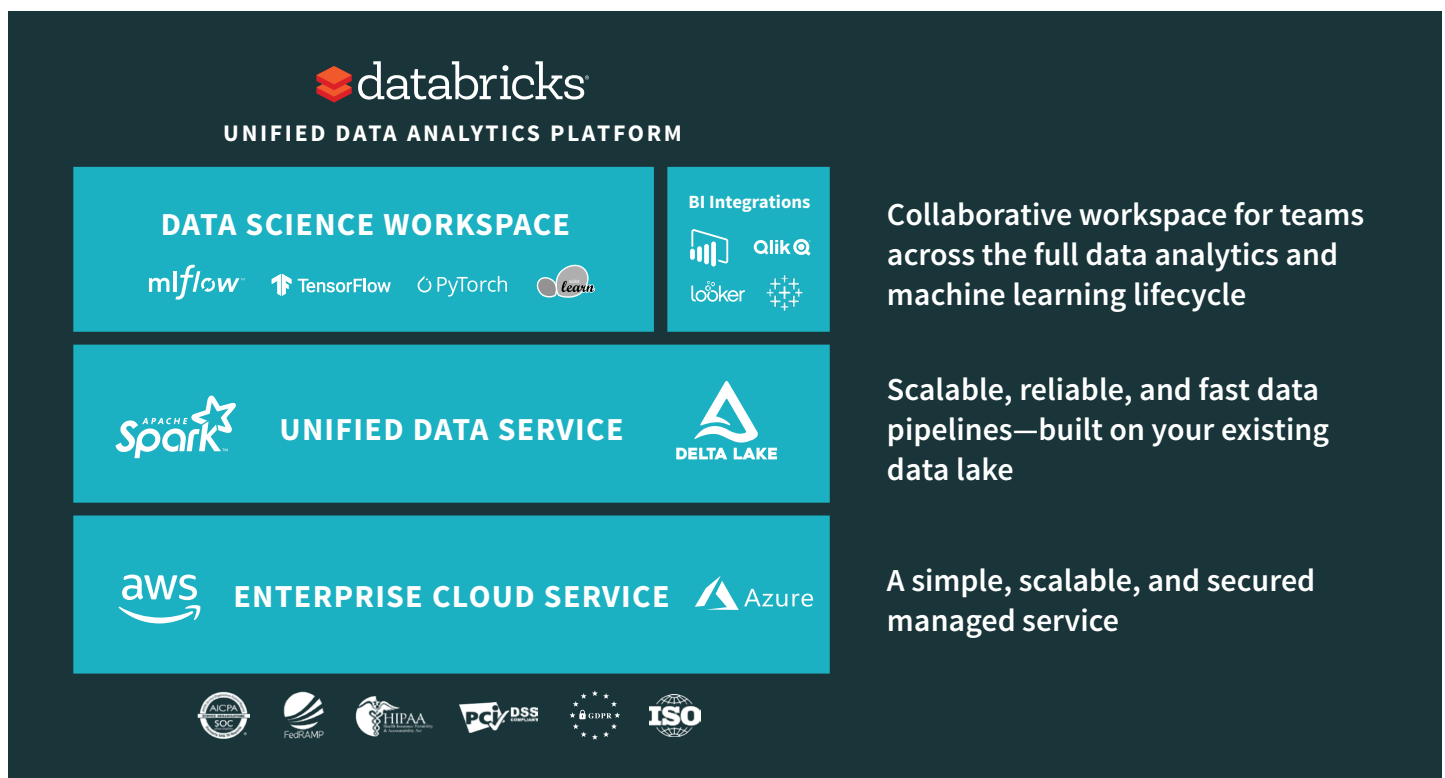 databricks
UNIFIED DATA ANALYTICS PLATFORM
DATA SCIENCE WORKSPACE
mlflow TensorFlow PyTorch learn
BI Integrations
Qlik
looker
Collaborative workspace for teams
across the full data analytics and
machine learning lifecycle
APACHE
Spark
UNIFIED DATA SERVICE
DELTA LAKE
Scalable, reliable, and fast data
pipelines—built on your existing
data lake
aws
ENTERPRISE CLOUD SERVICE
Azure
A simple, scalable, and secured
managed service
AICPA
SOC
FedRAMP
HIPAA
PCI DSS
COMPLIANT
GDPR
ISO